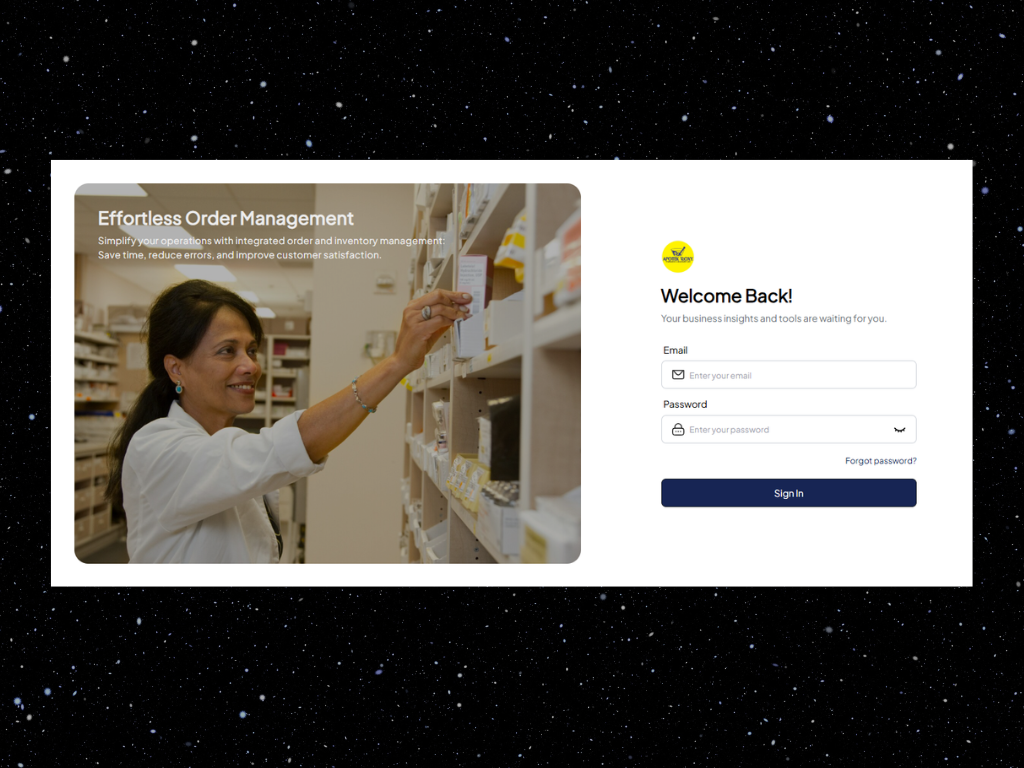 Effortless Order Management
Simplify your operations with integrated order and inventory management:
Save time, reduce errors, and improve customer satisfaction.
Welcome Back!
Your business insights and tools are waiting for you.
Email
Enter your email
Password
Enter your password
Forgot password?
Sign In